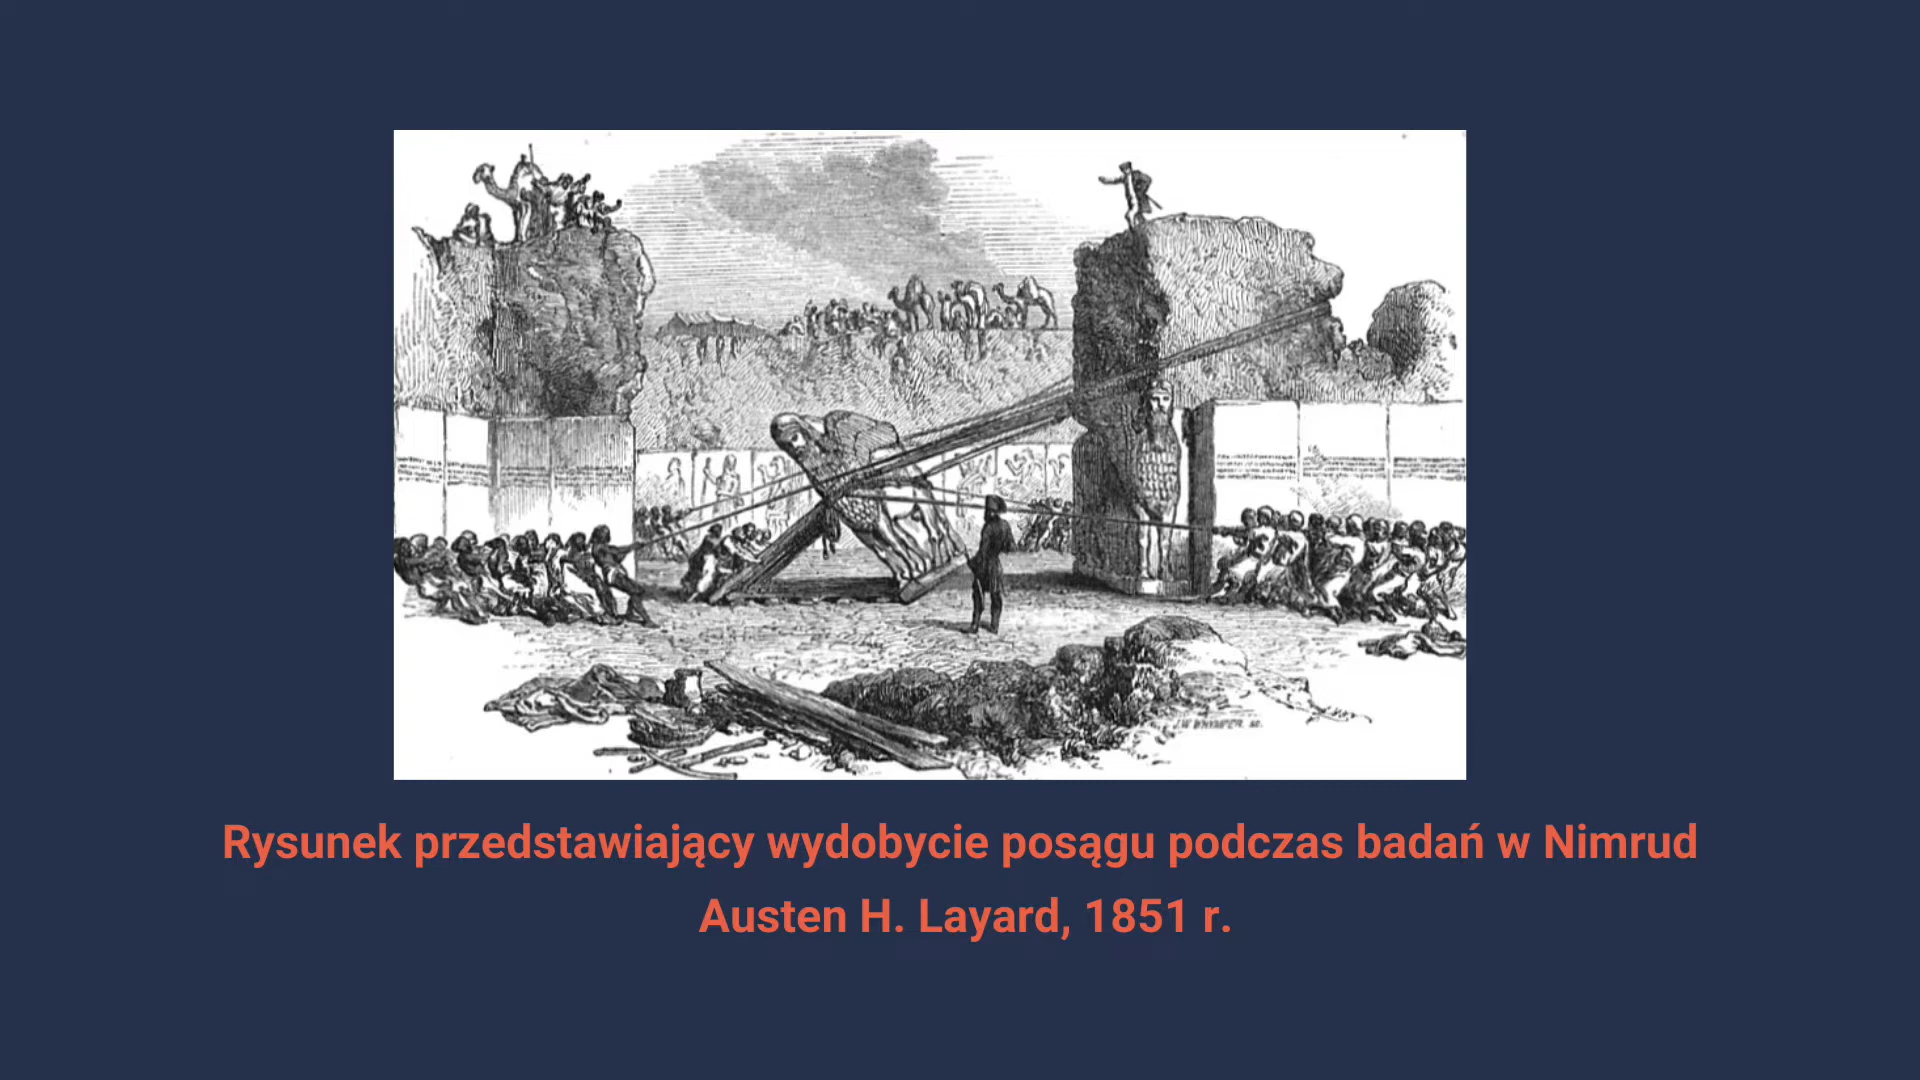 Rysunek przedstawiający wydobycie posągu podczas badań w Nimrud
Austen H. Layard, 1851 r.